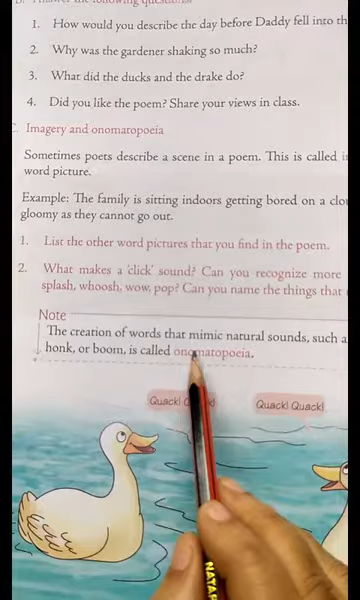 1. How would you describe the day before Daddy fell into th
2. Why was the gardener shaking so much?
3. What did the ducks and the drake do?
4. Did you like the poem? Share your views in class.
Imagery and onomatopoeia
Sometimes poets describe a scene in a poem. This is called i
word picture.
Example: The family is sitting indoors getting bored on a clou
gloomy as they cannot go out.
1. List the other word pictures that you find in the poem.
2. What makes a 'click' sound? Can you recognize more
splash, whoosh, wow, pop? Can you name the things that
Note
The creation of words that mimic natural sounds, such a
honk, or boom, is called onomatopoeia.
Quack!
Quack! Quack!
NATAR